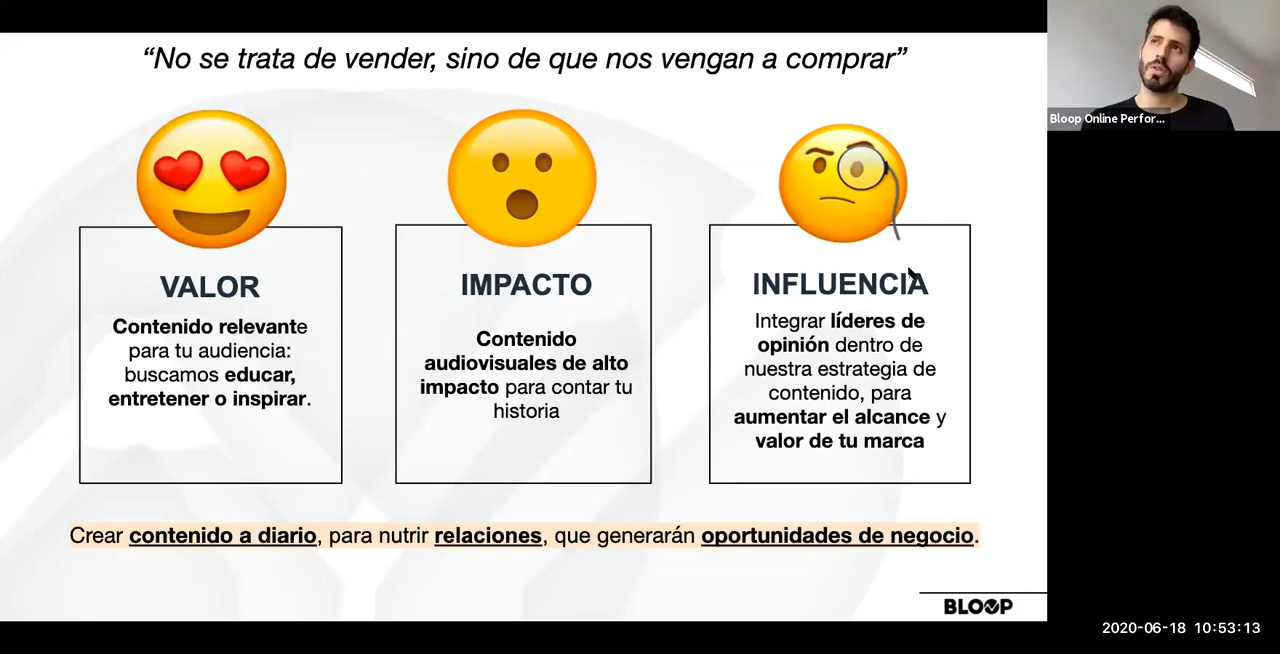 “No se trata de vender, sino de que nos vengan a comprar”
Bloop Online Perfor...
VALOR
Contenido relevante
para tu audiencia:
buscamos educar,
entretener o inspirar.
IMPACTO
Contenido
audiovisuales de alto
impacto para contar tu
historia
INFLUENCIA
Integrar líderes de
opinión dentro de
nuestra estrategia de
contenido, para
aumentar el alcance y
valor de tu marca
Crear contenido a diario, para nutrir relaciones, que generarán oportunidades de negocio.
BLOOP
2020-06-18 10:53:13